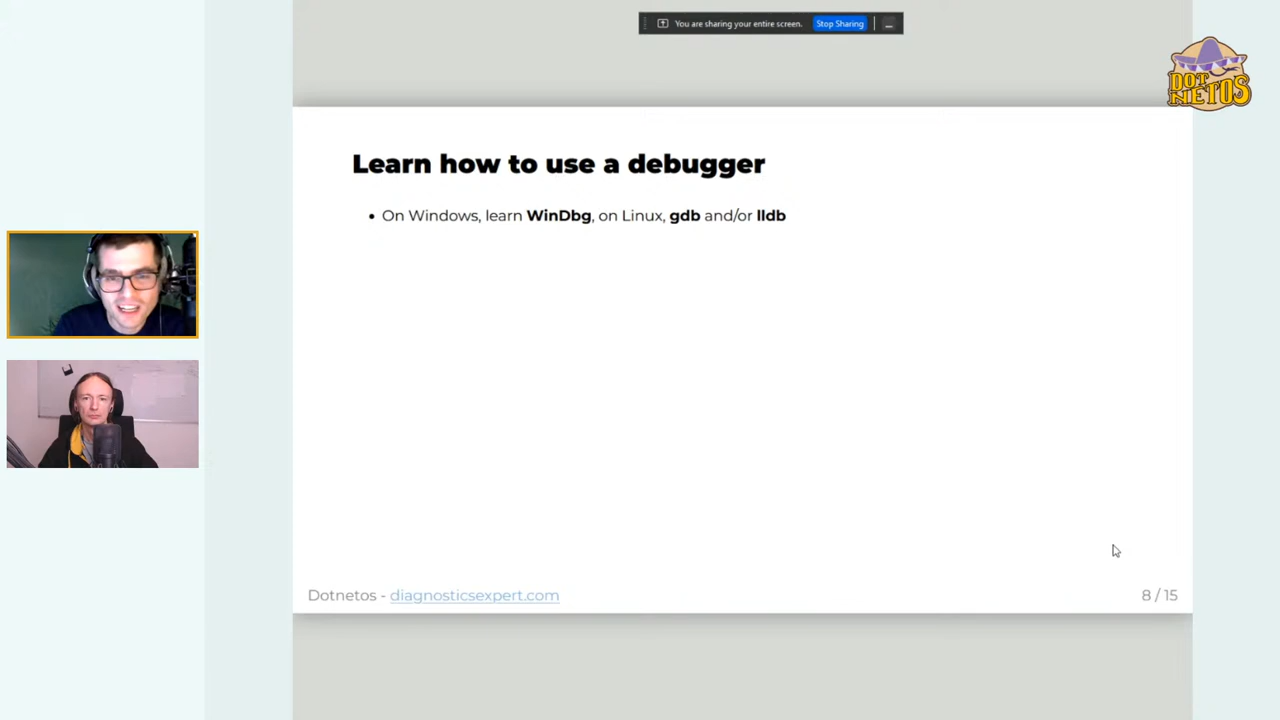 You are sharing your entire screen. Stop Sharing
DOT
NETOS
Learn how to use a debugger
• On Windows, learn WinDbg, on Linux, gdb and/or lldb
Dotnetos - diagnosticsexpert.com
8 / 15